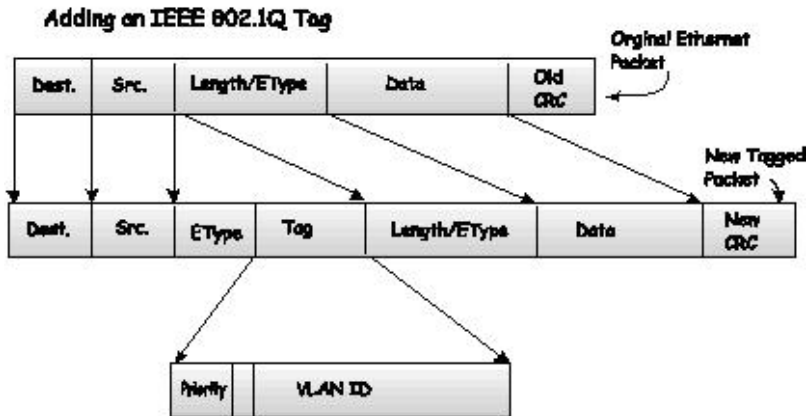 Adding an IEEE 802.1Q Tag
Orginal Ethernet
Packet
Dest. Src. Length/EType Data Old
CRC
New Tagged
Packet
Dest. Src. EType Tag Length/EType Data New
CRC
Priority VLAN ID